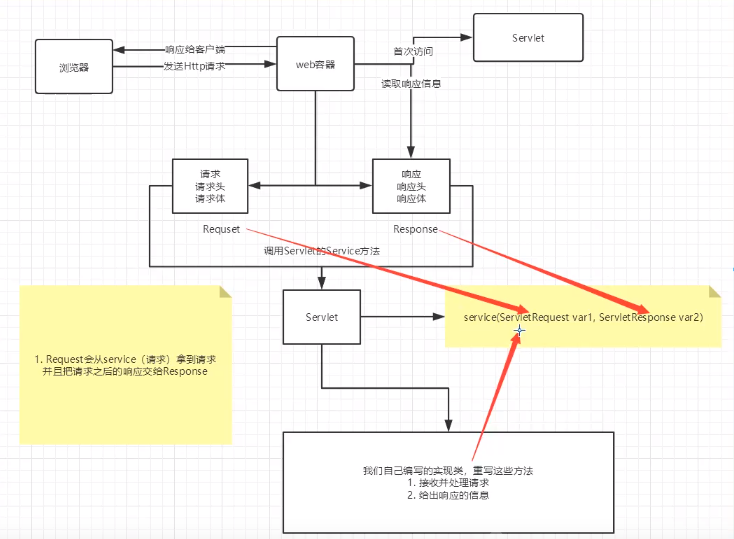 响应给客户端
发送Http请求
浏览器
web容器
首次访问
Servlet
读取响应信息
请求
请求头
请求体
响应
响应头
响应体
Requset
Response
调用Servlet的Service方法
Servlet
service(ServletRequest var1, ServletResponse var2)
1. Request会从service（请求）拿到请求
并且把请求之后的响应交给Response
我们自己编写的实现类，重写这些方法
1. 接收并处理请求
2. 给出响应的信息